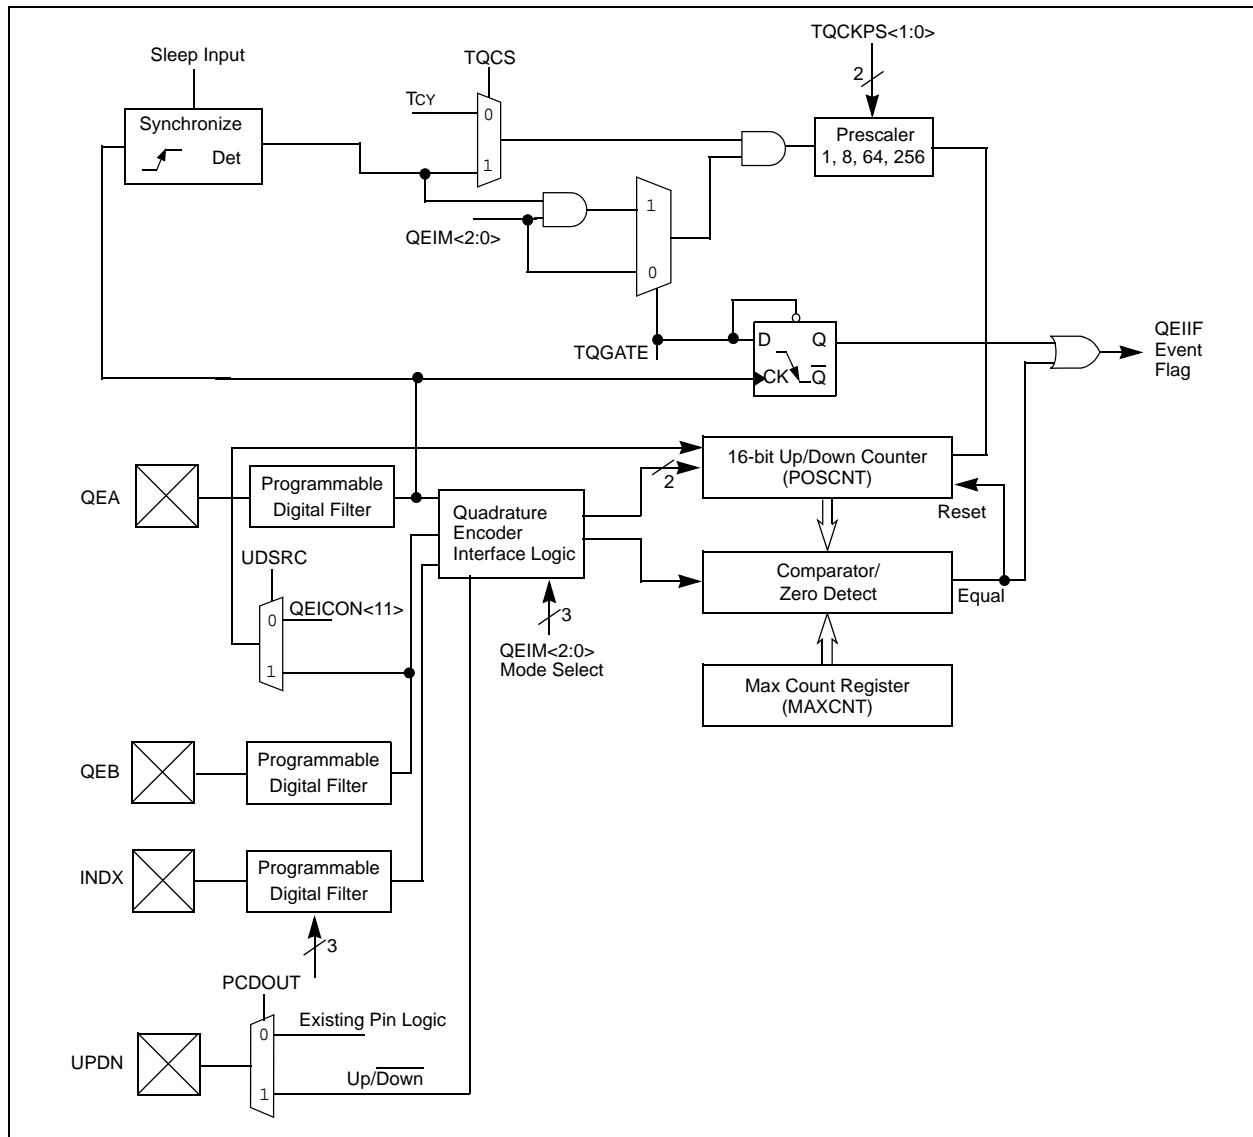 TQCKPS<1:0>
Sleep Input
TQCS
2
TCY
0
Synchronize
Det
Prescaler
1, 8, 64, 256
1
1
QEIM<2:0>
0
D
Q
TQGATE
CK
Q
QEIIF
Event
Flag
16-bit Up/Down Counter
(POSCNT)
2
QEA
Programmable
Digital Filter
Quadrature
Encoder
Interface Logic
Reset
UDSRC
Comparator/
Zero Detect
Equal
QEICON<11>
0
3
QEIM<2:0>
Mode Select
1
Max Count Register
(MAXCNT)
QEB
Programmable
Digital Filter
INDX
Programmable
Digital Filter
3
PCDOUT
Existing Pin Logic
0
UPDN
Up/Down
1